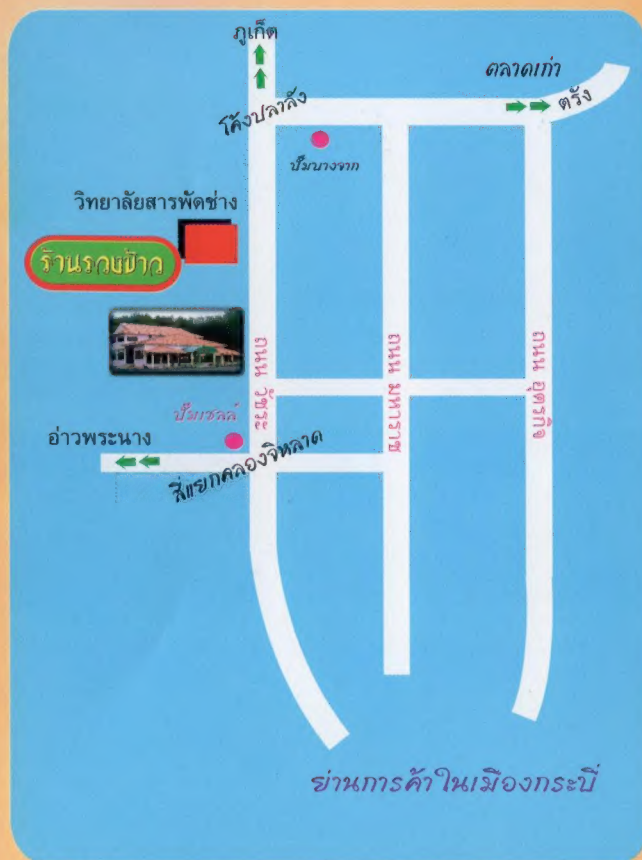 ภูเก็ต
ตลาดเก่า
ตรัง
โค้งปลาลัง
ปั๊มบางจาก
วิทยาลัยสารพัดช่าง
ร้านรวงข้าว
ถนน วัชระ
ถนน มหาราช
ถนน อุตรกิจ
ปั๊มเชลล์
อ่าวพระนาง
สี่แยกคลองจิหลาด
ย่านการค้าในเมืองกระบี่